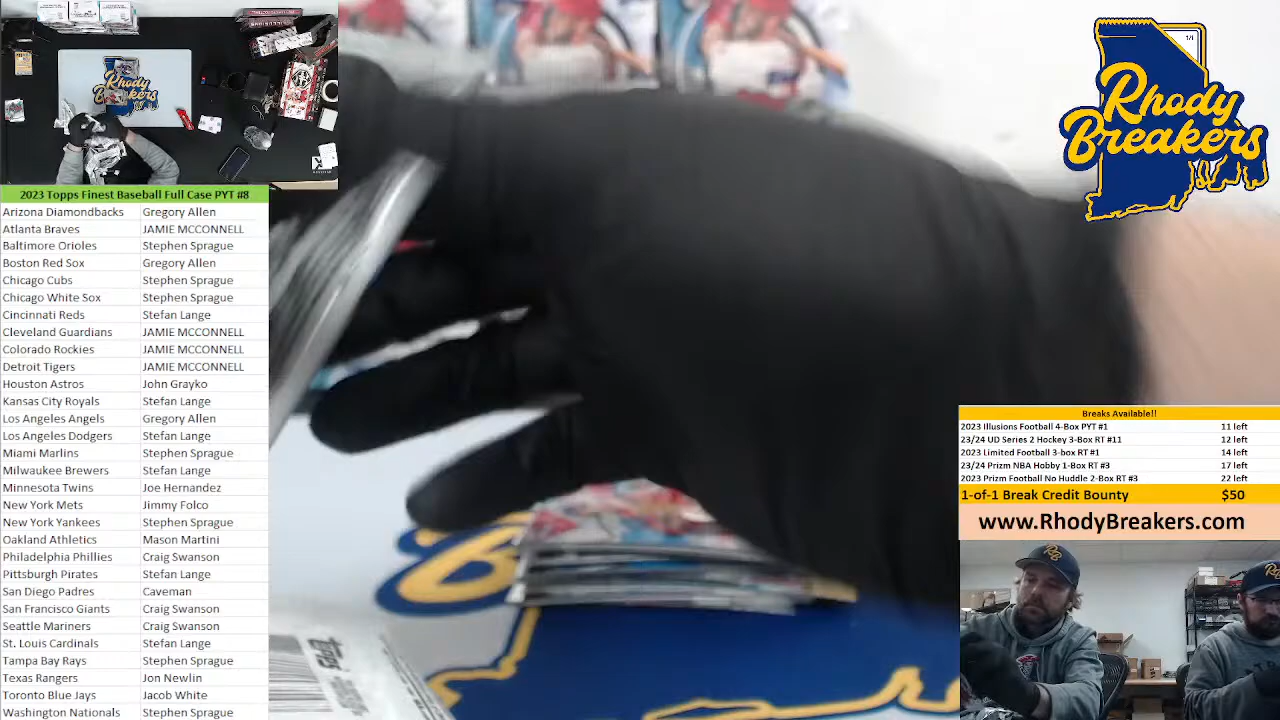 2023 Topps Finest Baseball Full Case PYT #8
Arizona Diamondbacks Gregory Allen
Atlanta Braves JAMIE MCCONNELL
Baltimore Orioles Stephen Sprague
Boston Red Sox Gregory Allen
Chicago Cubs Stephen Sprague
Chicago White Sox Stephen Sprague
Cincinnati Reds Stefan Lange
Cleveland Guardians JAMIE MCCONNELL
Colorado Rockies JAMIE MCCONNELL
Detroit Tigers JAMIE MCCONNELL
Houston Astros John Grayko
Kansas City Royals Stefan Lange
Los Angeles Angels Gregory Allen
Los Angeles Dodgers Stefan Lange
Miami Marlins Stephen Sprague
Milwaukee Brewers Stefan Lange
Minnesota Twins Joe Hernandez
New York Mets Jimmy Folco
New York Yankees Stephen Sprague
Oakland Athletics Mason Martini
Philadelphia Phillies Craig Swanson
Pittsburgh Pirates Stefan Lange
San Diego Padres Caveman
San Francisco Giants Craig Swanson
Seattle Mariners Craig Swanson
St. Louis Cardinals Stefan Lange
Tampa Bay Rays Stephen Sprague
Texas Rangers Jon Newlin
Toronto Blue Jays Jacob White
Washington Nationals Stephen Sprague
Rhody
Breakers
1/1
Rhody
Breakers
Topps
Breaks Available!!
2023 Illusions Football 4-Box PYT #1 11 left
23/24 UD Series 2 Hockey 3-Box RT #11 12 left
2023 Limited Football 3-box RT #1 14 left
23/24 Prizm NBA Hobby 1-Box RT #3 17 left
2023 Prizm Football No Huddle 2-Box RT #3 22 left
1-of-1 Break Credit Bounty $50
www.RhodyBreakers.com
RB